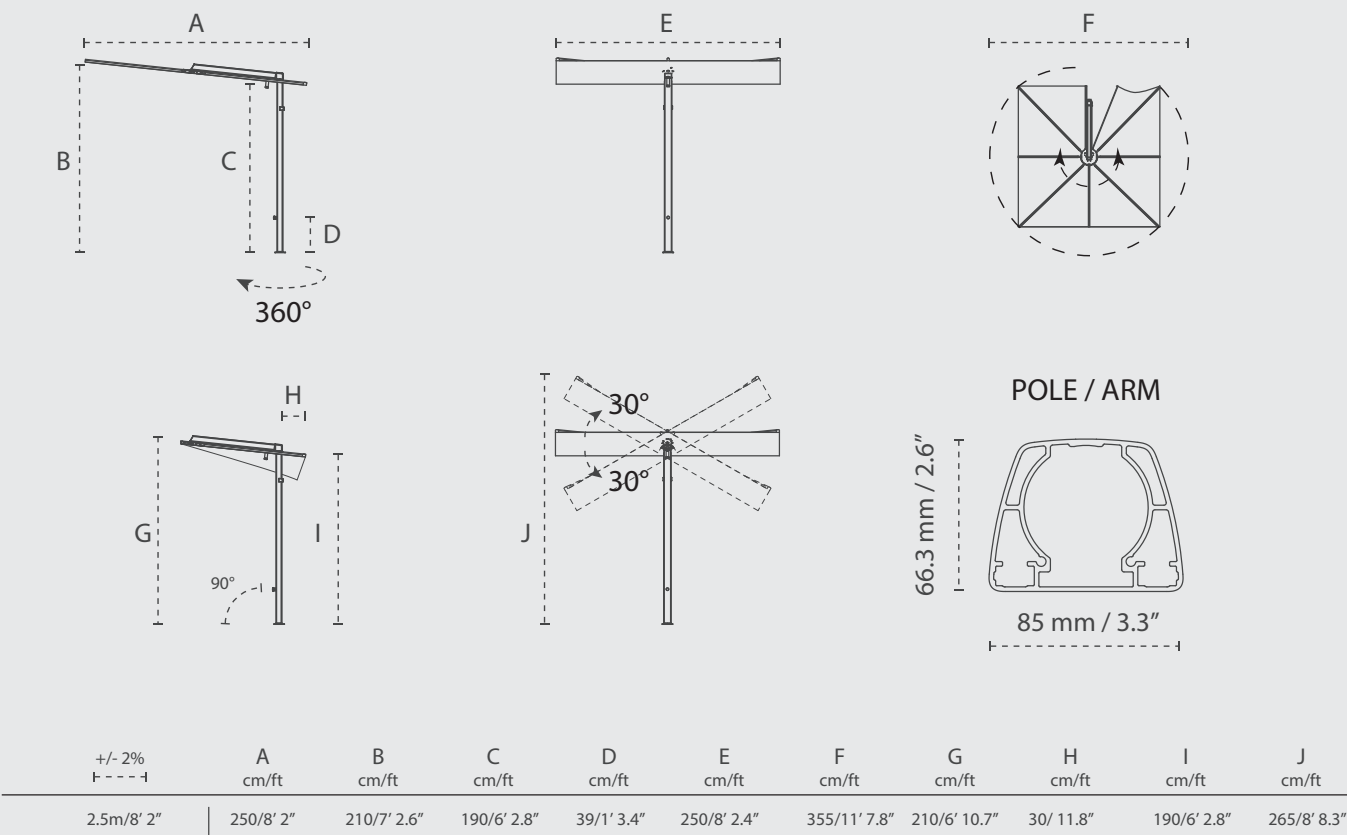 A
E
F
B
C
D
360°
H
30°
30°
G
I
J
90°
POLE / ARM
66.3 mm / 2.6”
85 mm / 3.3”
+/- 2% A B C D E F G H I J
cm/ft cm/ft cm/ft cm/ft cm/ft cm/ft cm/ft cm/ft cm/ft cm/ft
2.5m/8’ 2” 250/8’ 2” 210/7’ 2.6” 190/6’ 2.8” 39/1’ 3.4” 250/8’ 2.4” 355/11’ 7.8” 210/6’ 10.7” 30/ 11.8” 190/6’ 2.8” 265/8’ 8.3”